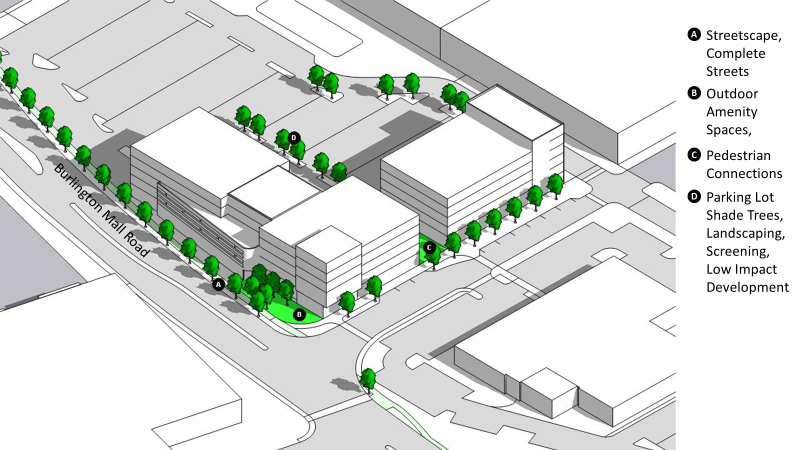 A Streetscape,
Complete
Streets
B Outdoor
Amenity
Spaces,
C Pedestrian
Connections
D Parking Lot
Shade Trees,
Landscaping,
Screening,
Low Impact
Development
D
Burlington Mall Road
C
A
B